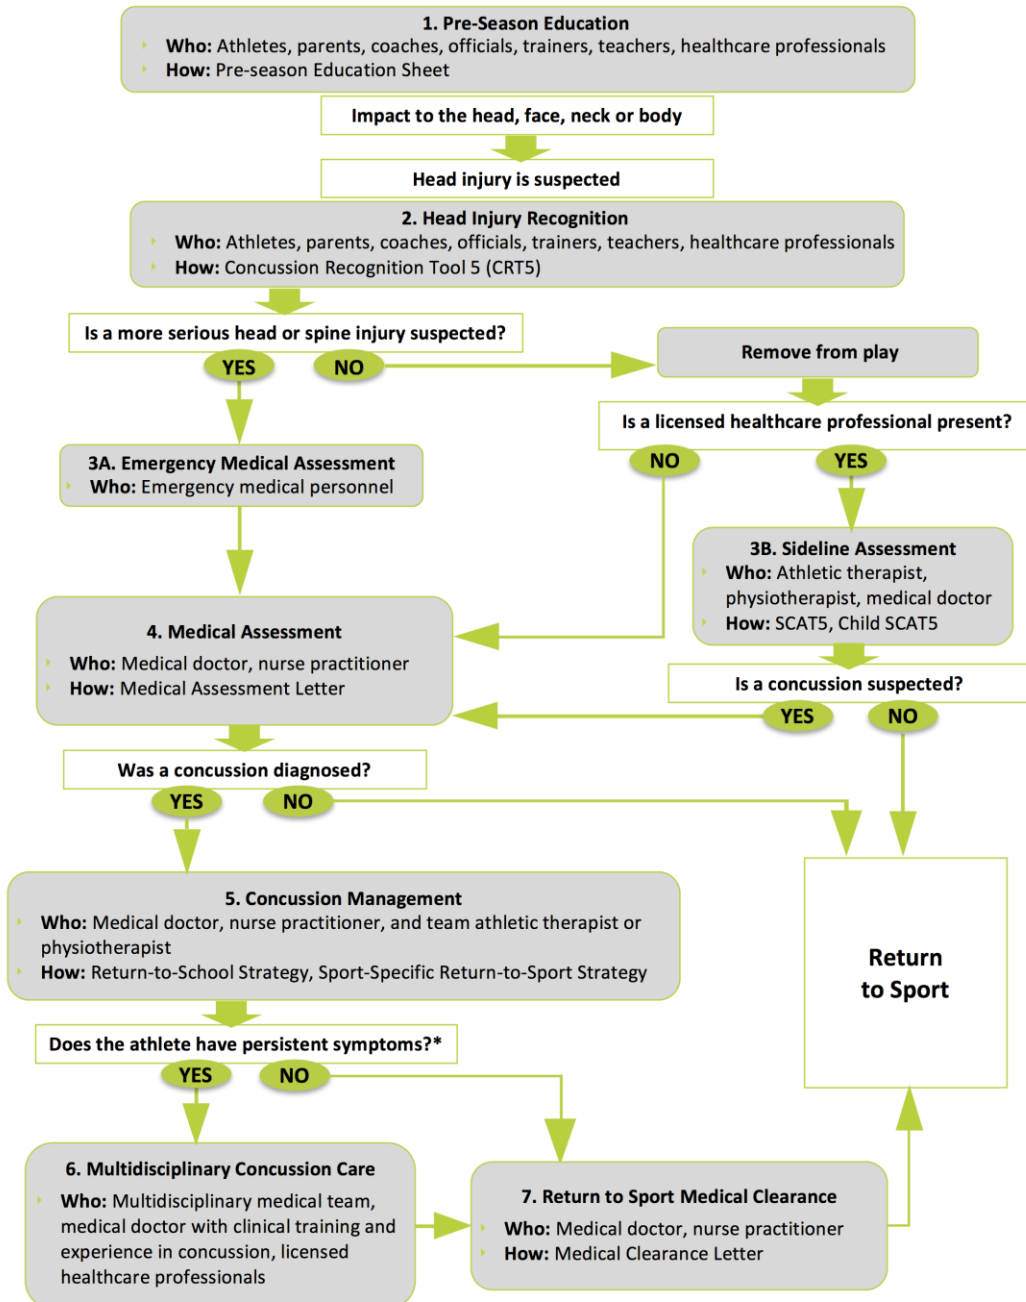 1. Pre-Season Education
Who: Athletes, parents, coaches, officials, trainers, teachers, healthcare professionals
How: Pre-season Education Sheet
Impact to the head, face, neck or body
Head injury is suspected
2. Head Injury Recognition
Who: Athletes, parents, coaches, officials, trainers, teachers, healthcare professionals
How: Concussion Recognition Tool 5 (CRT5)
Is a more serious head or spine injury suspected?
YES
NO
Remove from play
Is a licensed healthcare professional present?
NO
YES
3A. Emergency Medical Assessment
Who: Emergency medical personnel
3B. Sideline Assessment
Who: Athletic therapist,
physiotherapist, medical doctor
How: SCAT5, Child SCAT5
Is a concussion suspected?
YES
NO
4. Medical Assessment
Who: Medical doctor, nurse practitioner
How: Medical Assessment Letter
Was a concussion diagnosed?
YES
NO
5. Concussion Management
Who: Medical doctor, nurse practitioner, and team athletic therapist or
physiotherapist
How: Return-to-School Strategy, Sport-Specific Return-to-Sport Strategy
Return
to Sport
Does the athlete have persistent symptoms?*
YES
NO
6. Multidisciplinary Concussion Care
Who: Multidisciplinary medical team,
medical doctor with clinical training and
experience in concussion, licensed
healthcare professionals
7. Return to Sport Medical Clearance
Who: Medical doctor, nurse practitioner
How: Medical Clearance Letter